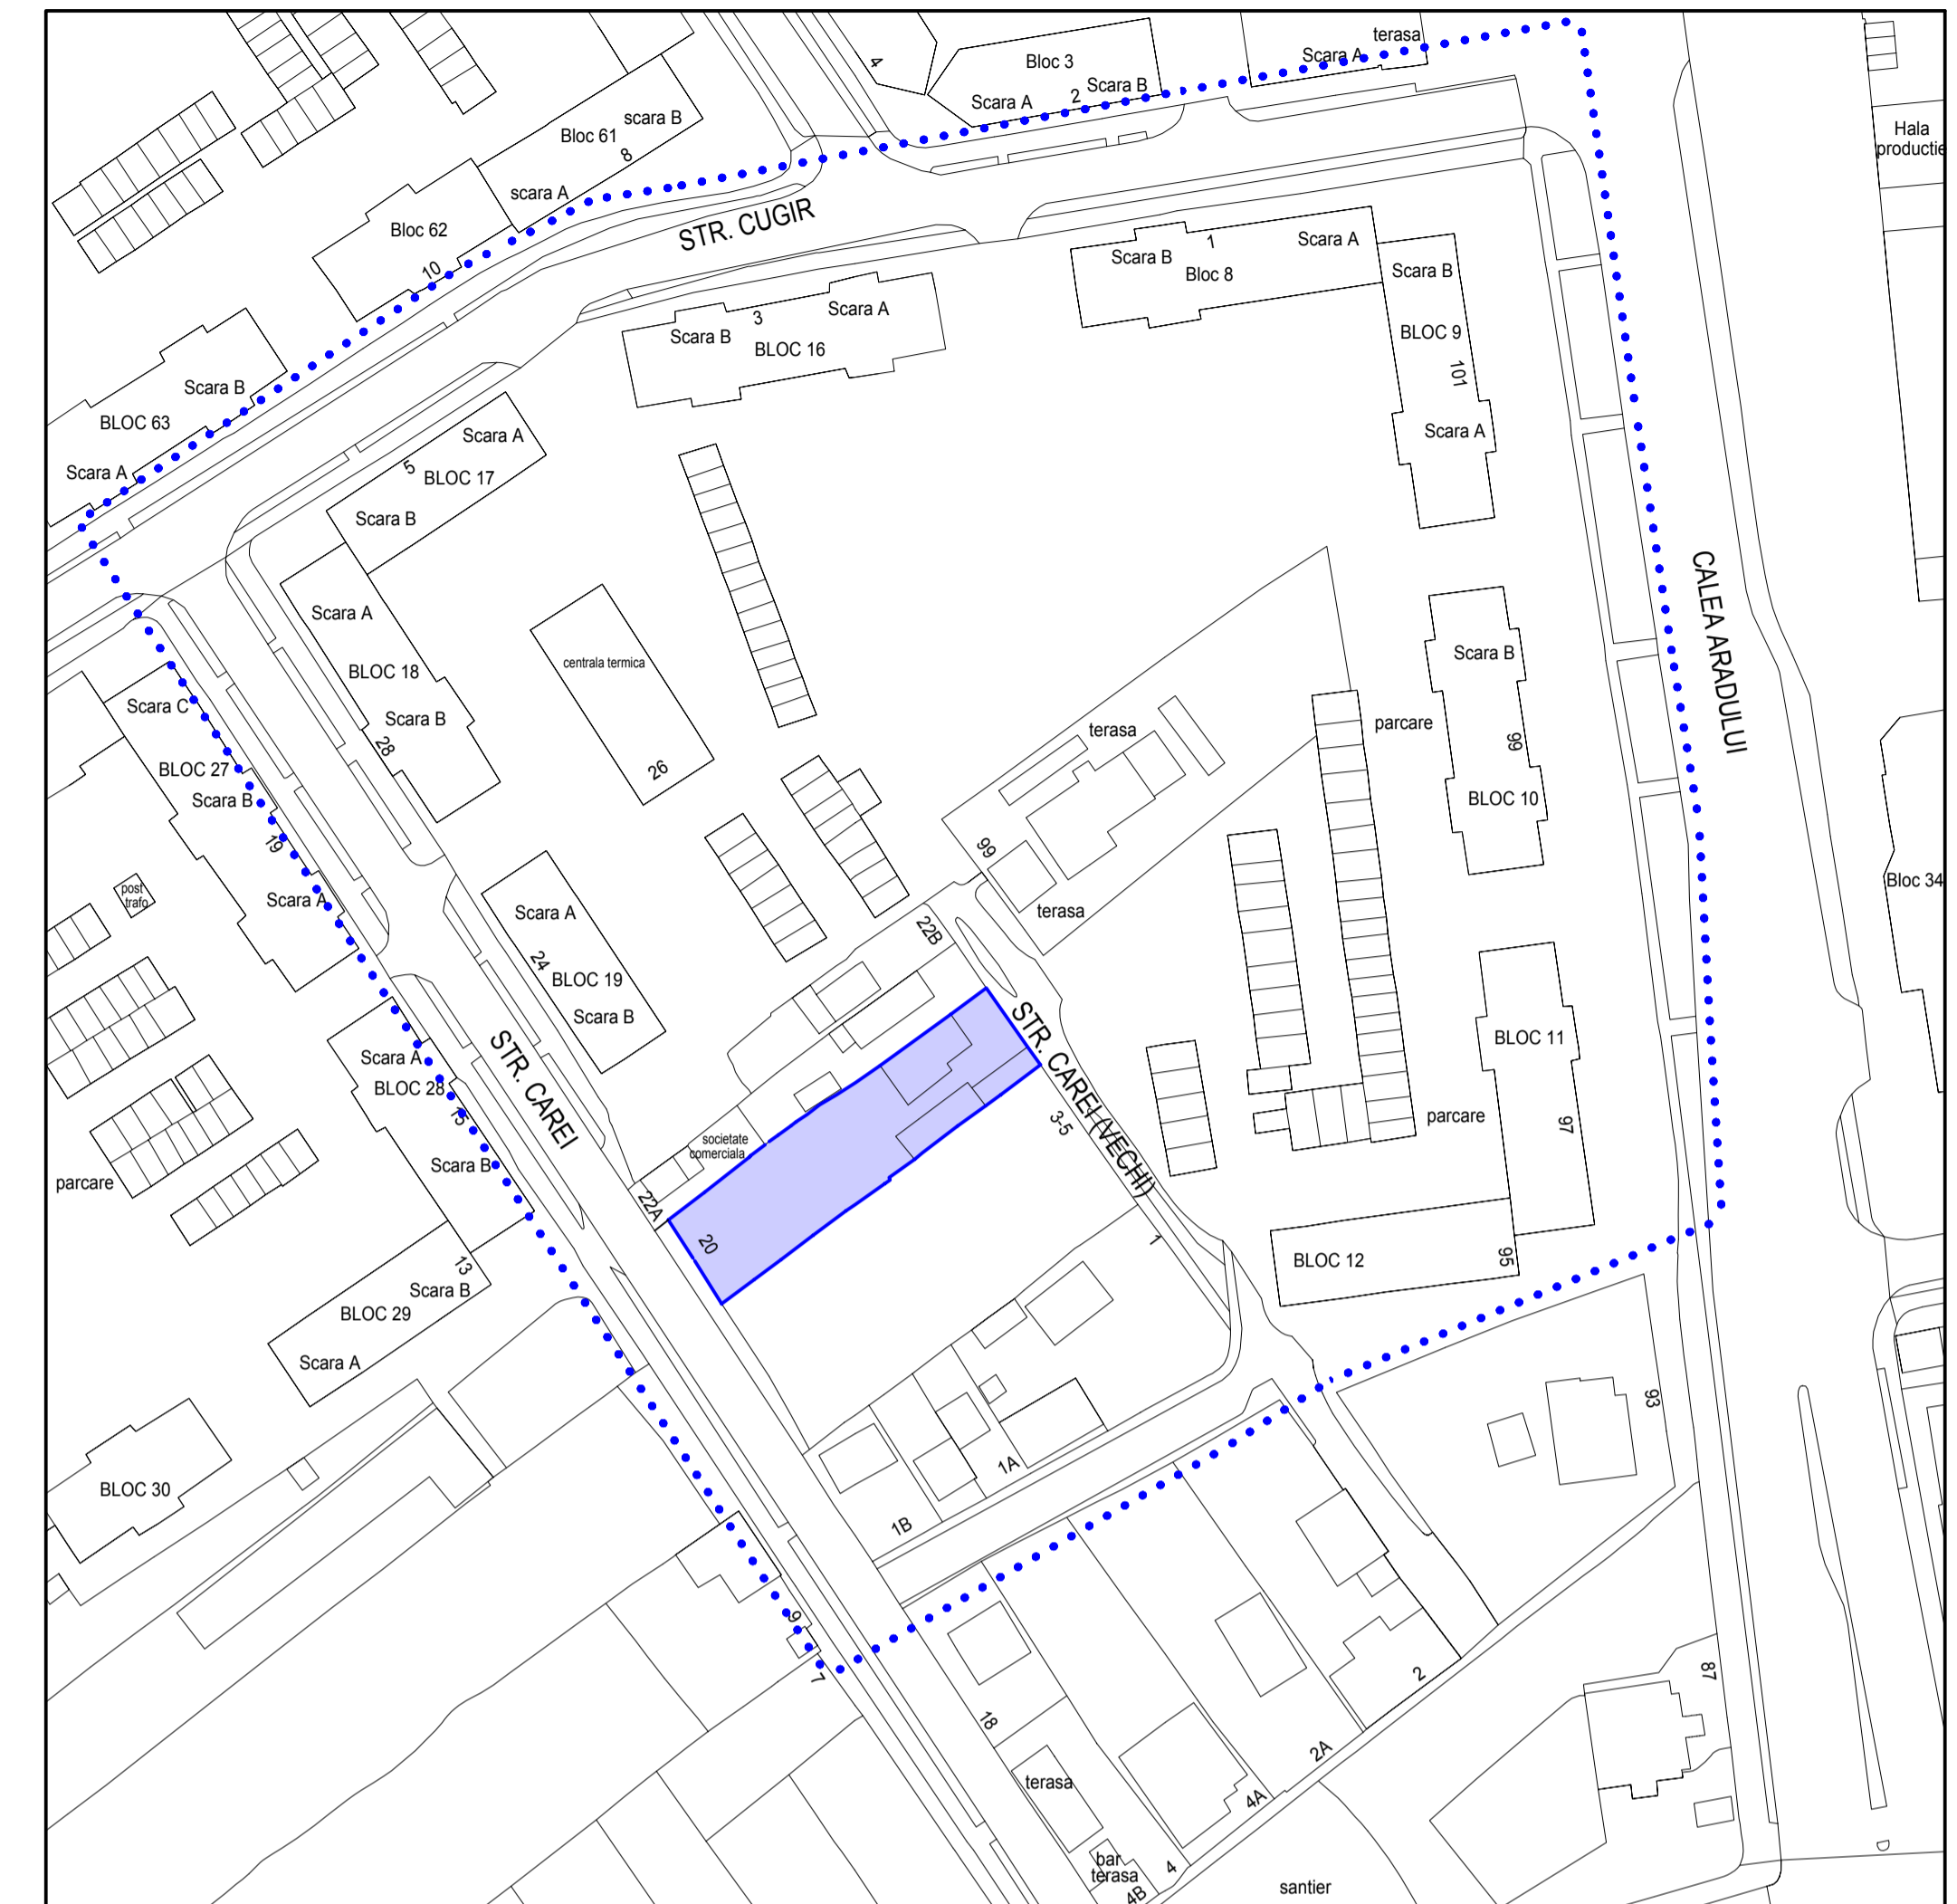 terasa
Scara A
4
Bloc 3
Scara A
2
Scara B
Hala
productie
scara B
Bloc 61
8
scara A
Bloc 62
10
STR. CUGIR
Scara B
1
Scara A
Bloc 8
Scara B
BLOC 9
101
Scara A
3
Scara A
Scara B
BLOC 16
Scara B
BLOC 63
Scara A
Scara A
5
BLOC 17
Scara B
Scara A
BLOC 18
Scara B
28
centrala termica
26
CALEA ARADULUI
Scara B
99
BLOC 10
parcare
terasa
99
terasa
Scara C
BLOC 27
Scara B
19
Scara A
post
trafo
Bloc 34
Scara A
24
BLOC 19
Scara B
22B
STR. CAREI
STR. CAREI (VECHI)
3-5
1
BLOC 11
97
parcare
BLOC 12
95
Scara A
BLOC 28
15
Scara B
parcare
societate
comerciala
22A
20
13
Scara B
BLOC 29
Scara A
BLOC 30
93
1A
1B
9
7
18
2
2A
87
terasa
4A
bar
terasa
4
4B
santier